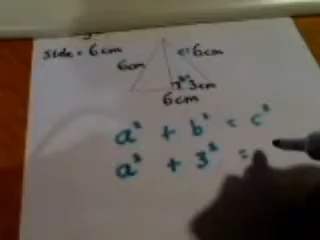 Side = 6cm
6cm
c= 6cm
b= 3cm
6cm
a² + b² = c²
a² + 3² =